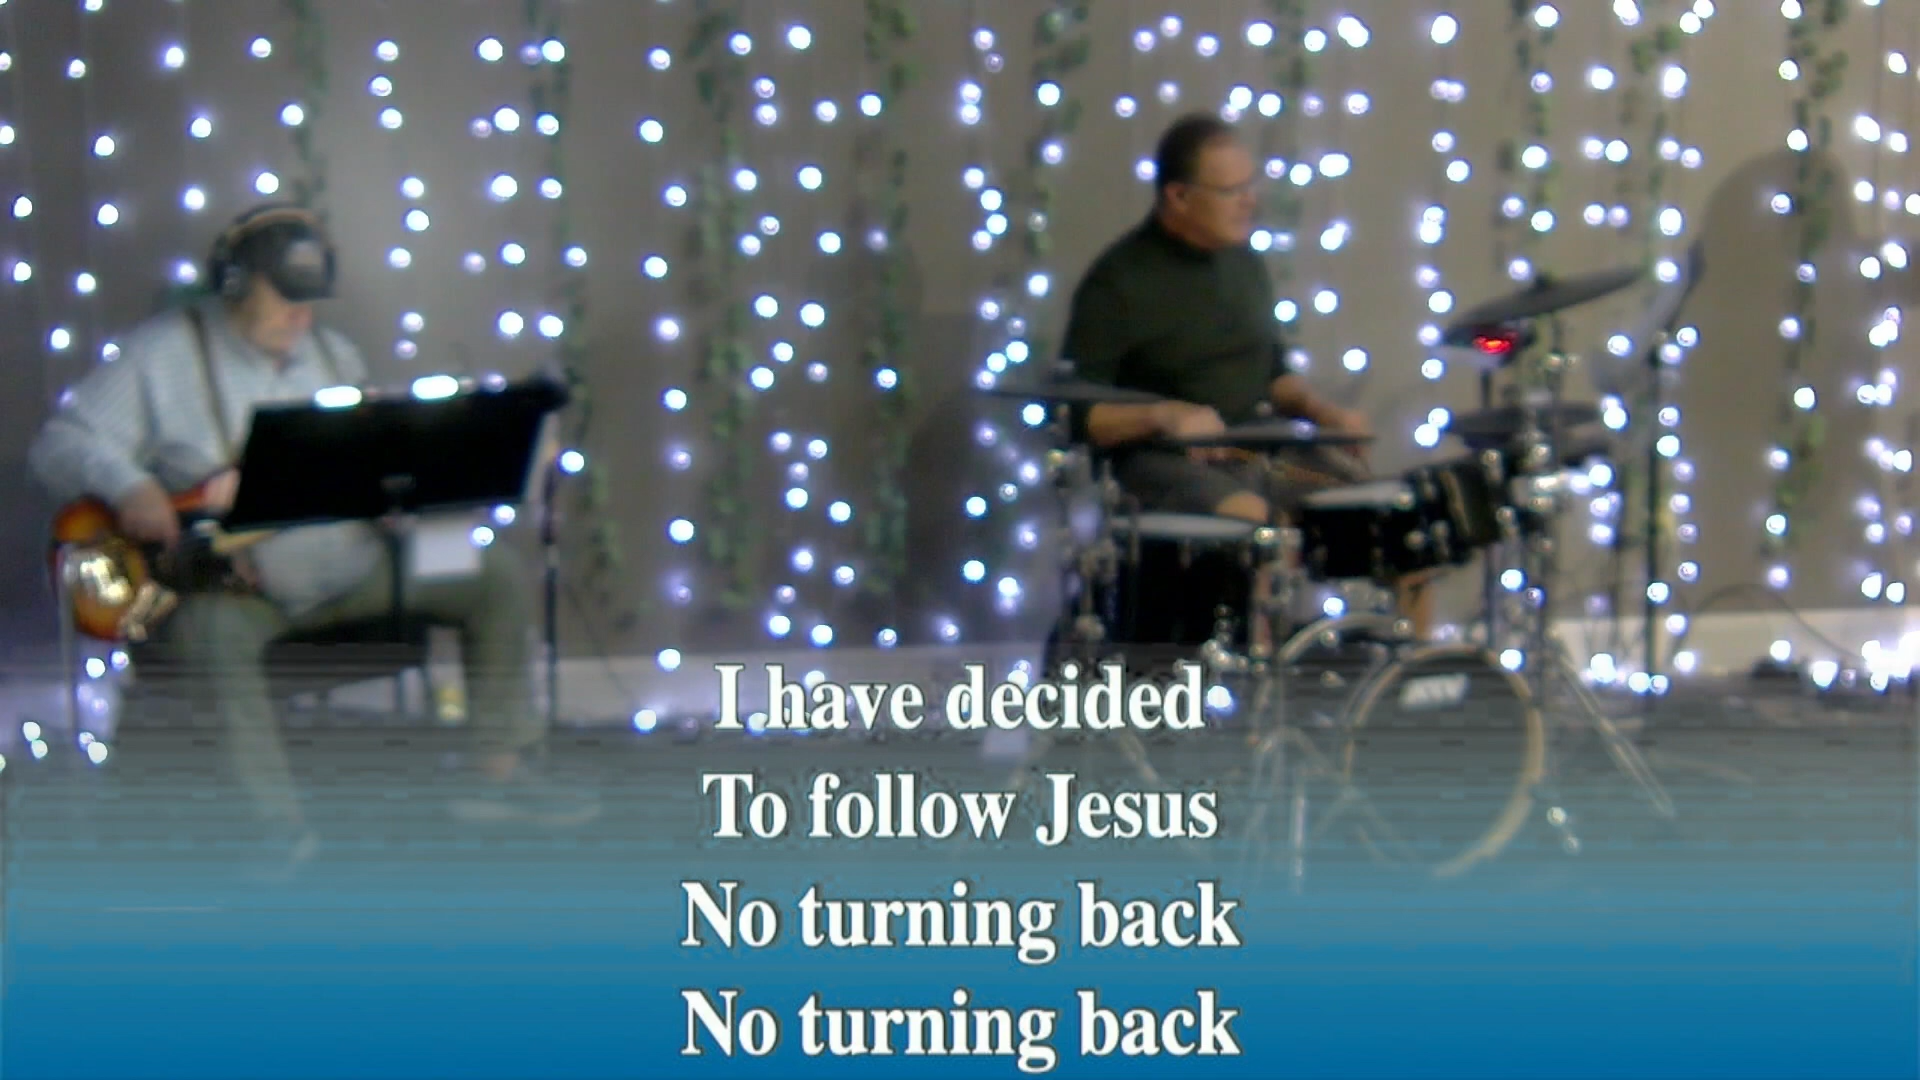 I have decided
To follow Jesus
No turning back
No turning back